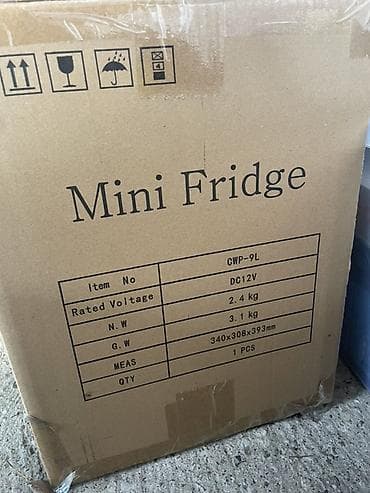 4
Mini Fridge
Item No CWP-9L
Rated Voltage DC12V
N.W 2.4 kg
G.W 3.1 kg
MEAS 340x308x393mm
QTY 1 PCS